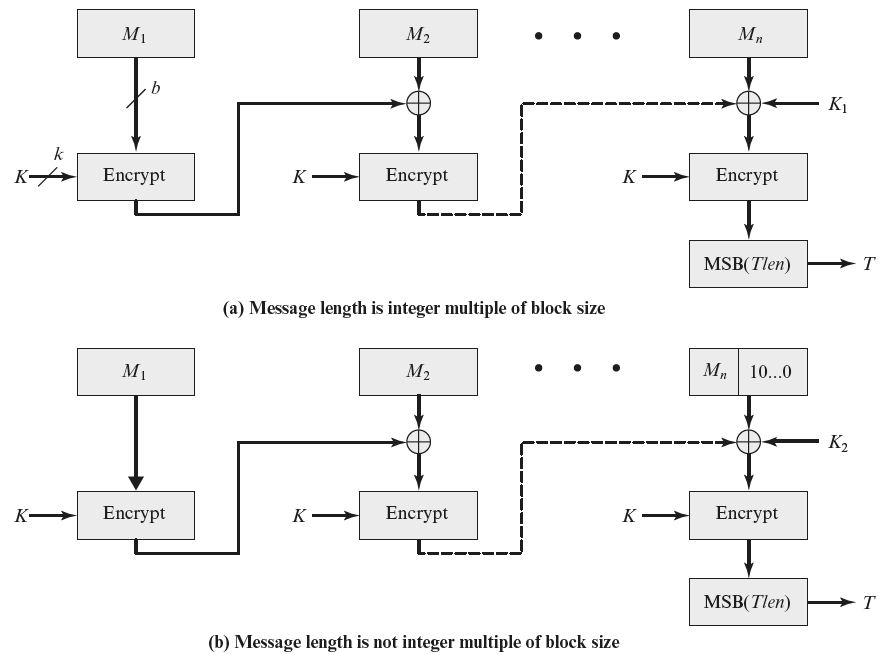 M₁ M₂ • • • Mₙ
b
K₁
k
K Encrypt K Encrypt K Encrypt
MSB(Tlen) T
(a) Message length is integer multiple of block size
M₁ M₂ • • • Mₙ 10...0
K₂
K Encrypt K Encrypt K Encrypt
MSB(Tlen) T
(b) Message length is not integer multiple of block size